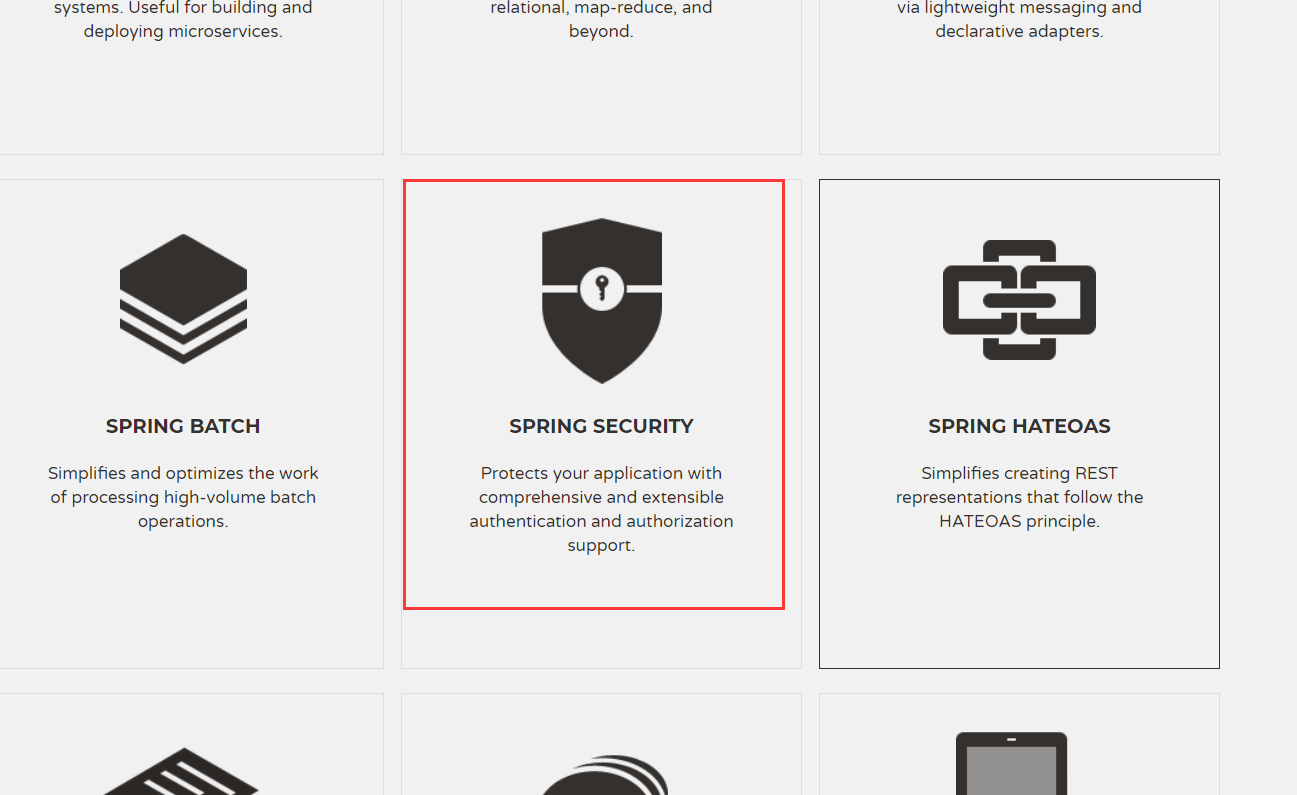 systems. Useful for building and
deploying microservices.
relational, map-reduce, and
beyond.
via lightweight messaging and
declarative adapters.
SPRING BATCH
Simplifies and optimizes the work
of processing high-volume batch
operations.
SPRING SECURITY
Protects your application with
comprehensive and extensible
authentication and authorization
support.
SPRING HATEOAS
Simplifies creating REST
representations that follow the
HATEOAS principle.